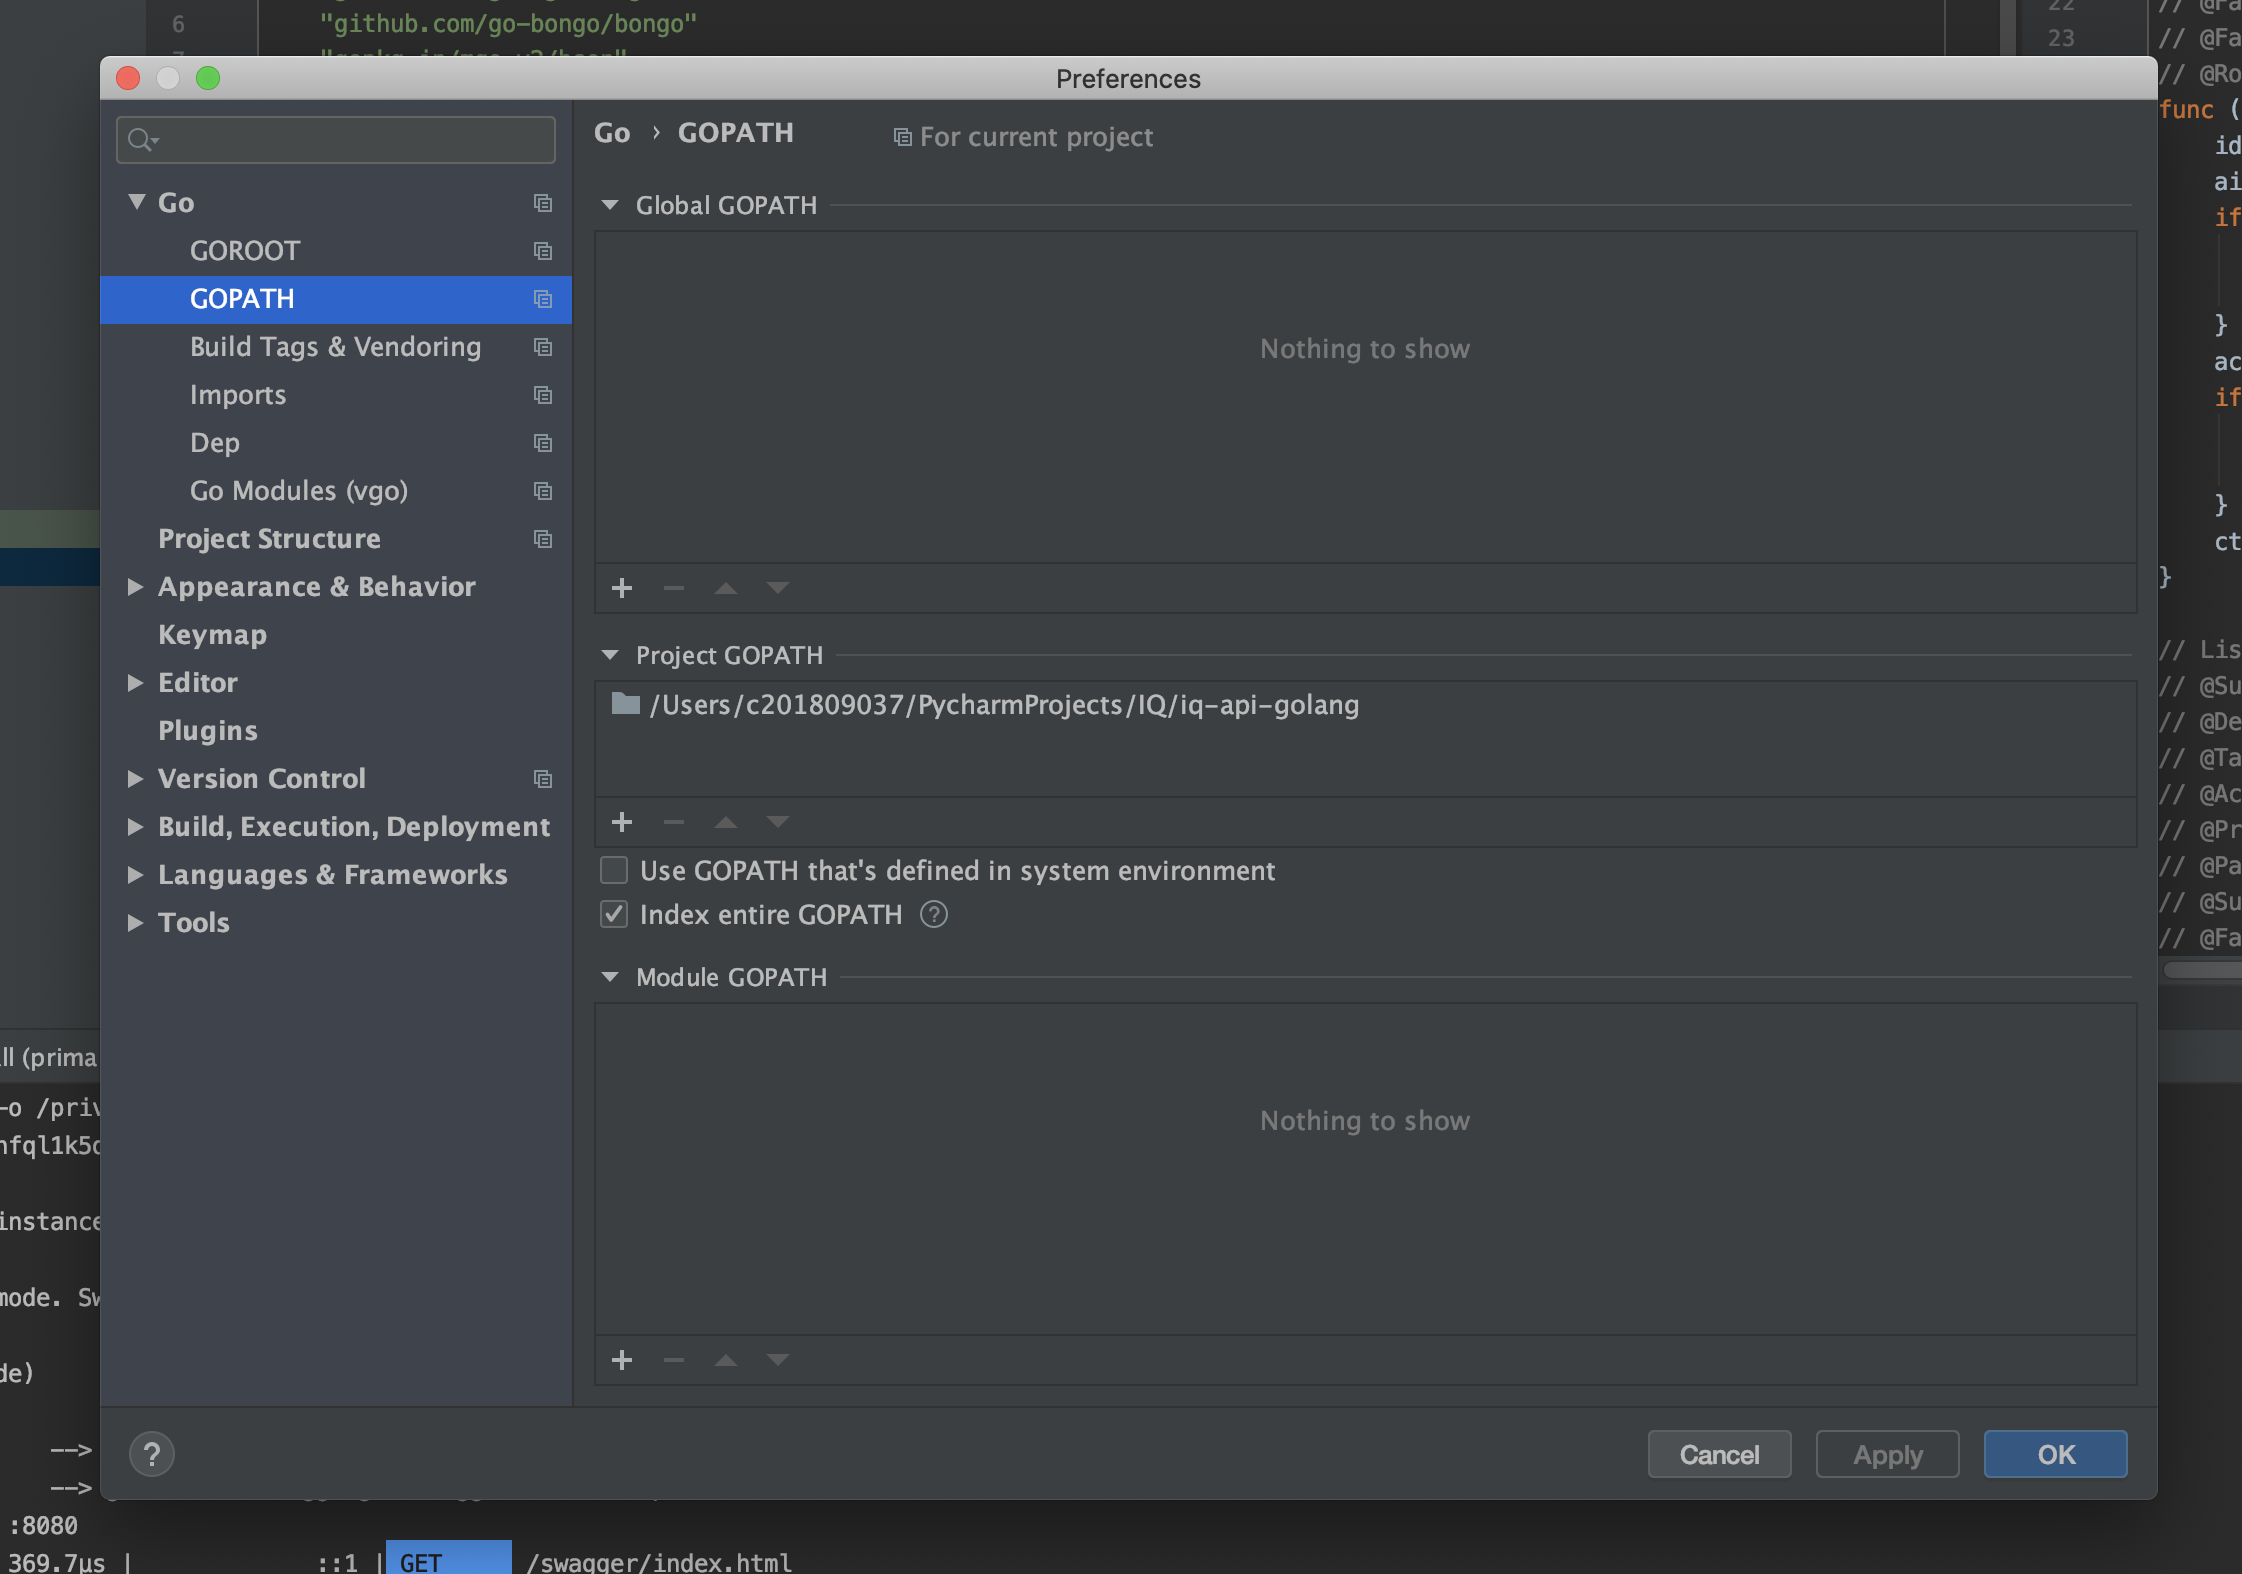 6 "github.com/go-bongo/bongo"
Preferences
Go › GOPATH For current project
Go
GOROOT
GOPATH
Build Tags & Vendoring
Imports
Dep
Go Modules (vgo)
Project Structure
Appearance & Behavior
Keymap
Editor
Plugins
Version Control
Build, Execution, Deployment
Languages & Frameworks
Tools
Global GOPATH
Nothing to show
Project GOPATH
/Users/c201809037/PycharmProjects/IQ/iq-api-golang
Use GOPATH that's defined in system environment
Index entire GOPATH ?
Module GOPATH
Nothing to show
? Cancel Apply OK
22
23 // @Fa
// @Ro
func (
id
ai
if
}
ac
if
}
ct
}
// Lis
// @Su
// @De
// @Ta
// @Ac
// @Pr
// @Pa
// @Su
// @Fa
ll (prima
-o /priv
nfql1k5
instance
mode. Sw
de)
-->
-->
:8080
369.7µs | ::1 | GET /swagger/index.html